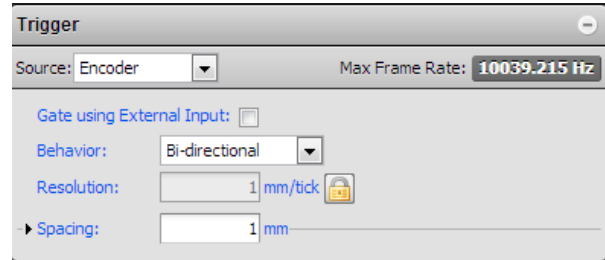 Trigger
Source: Encoder Max Frame Rate: 10039.215 Hz
Gate using External Input:
Behavior: Bi-directional
Resolution: 1 mm/tick
Spacing: 1 mm